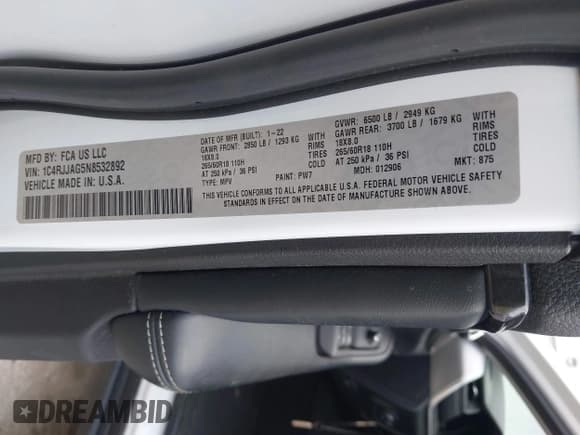 MFD BY: FCA US LLC
VIN: 1C4RJJAG5N8532892
VEHICLE MADE IN U.S.A.
DATE OF MFR (BUILT): 1-22
GAWR FRONT: 2850 LB / 1293 KG WITH
18X8.0 RIMS
265/60R18 110H TIRES
AT 250 kPa / 36 PSI COLD
TYPE: MPV PAINT: PW7
GVWR: 6500 LB / 2949 KG
GAWR REAR: 3700 LB / 1679 KG WITH
18X8.0 RIMS
265/60R18 110H TIRES
AT 250 kPa / 36 PSI COLD
MDH: 012906 MKT: 875
THIS VEHICLE CONFORMS TO ALL APPLICABLE U.S.A. FEDERAL MOTOR VEHICLE SAFETY
STANDARDS IN EFFECT ON THE DATE OF MANUFACTURE SHOWN ABOVE.
DREAMBID